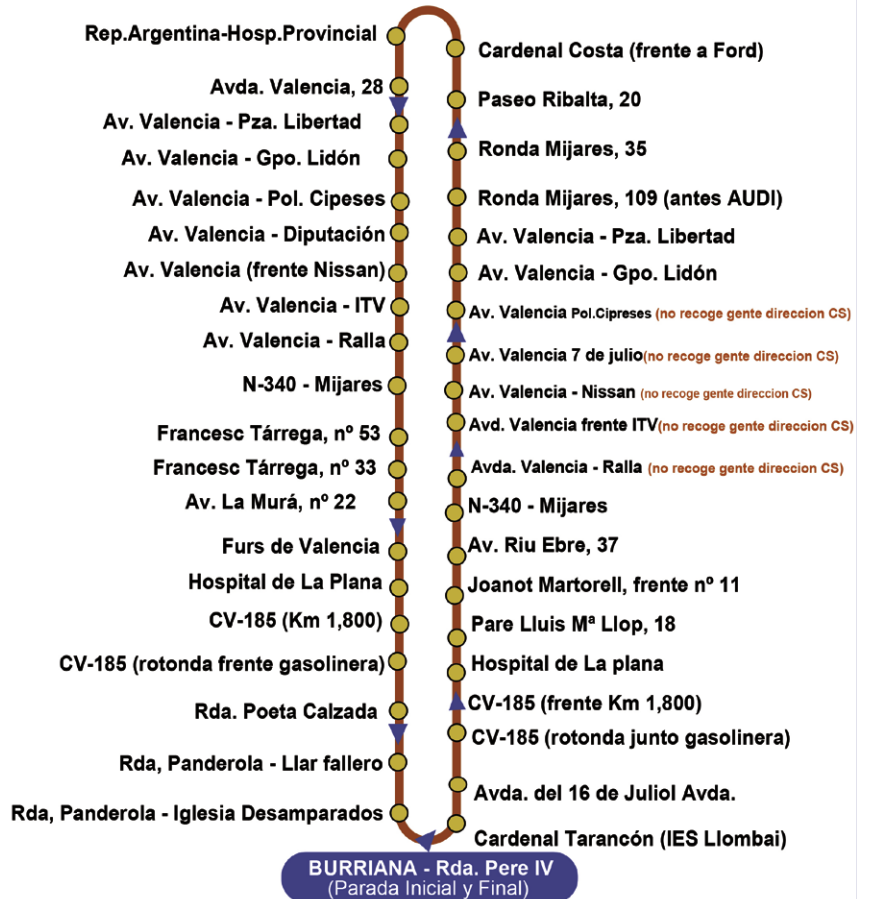 Rep.Argentina-Hosp.Provincial
Avda. Valencia, 28
Av. Valencia - Pza. Libertad
Av. Valencia - Gpo. Lidón
Av. Valencia - Pol. Cipeses
Av. Valencia - Diputación
Av. Valencia (frente Nissan)
Av. Valencia - ITV
Av. Valencia - Ralla
N-340 - Mijares
Francesc Tárrega, nº 53
Francesc Tárrega, nº 33
Av. La Murá, nº 22
Furs de Valencia
Hospital de La Plana
CV-185 (Km 1,800)
CV-185 (rotonda frente gasolinera)
Rda. Poeta Calzada
Rda, Panderola - Llar fallero
Rda, Panderola - Iglesia Desamparados
Cardenal Costa (frente a Ford)
Paseo Ribalta, 20
Ronda Mijares, 35
Ronda Mijares, 109 (antes AUDI)
Av. Valencia - Pza. Libertad
Av. Valencia - Gpo. Lidón
Av. Valencia Pol.Cipreses (no recoge gente direccion CS)
Av. Valencia 7 de julio(no recoge gente direccion CS)
Av. Valencia - Nissan (no recoge gente direccion CS)
Avd. Valencia frente ITV(no recoge gente direccion CS)
Avda. Valencia - Ralla (no recoge gente direccion CS)
N-340 - Mijares
Av. Riu Ebre, 37
Joanot Martorell, frente nº 11
Pare Lluis Mª Llop, 18
Hospital de La plana
CV-185 (frente Km 1,800)
CV-185 (rotonda junto gasolinera)
Avda. del 16 de Juliol Avda.
Cardenal Tarancón (IES Llombai)
BURRIANA - Rda. Pere IV
(Parada Inicial y Final)